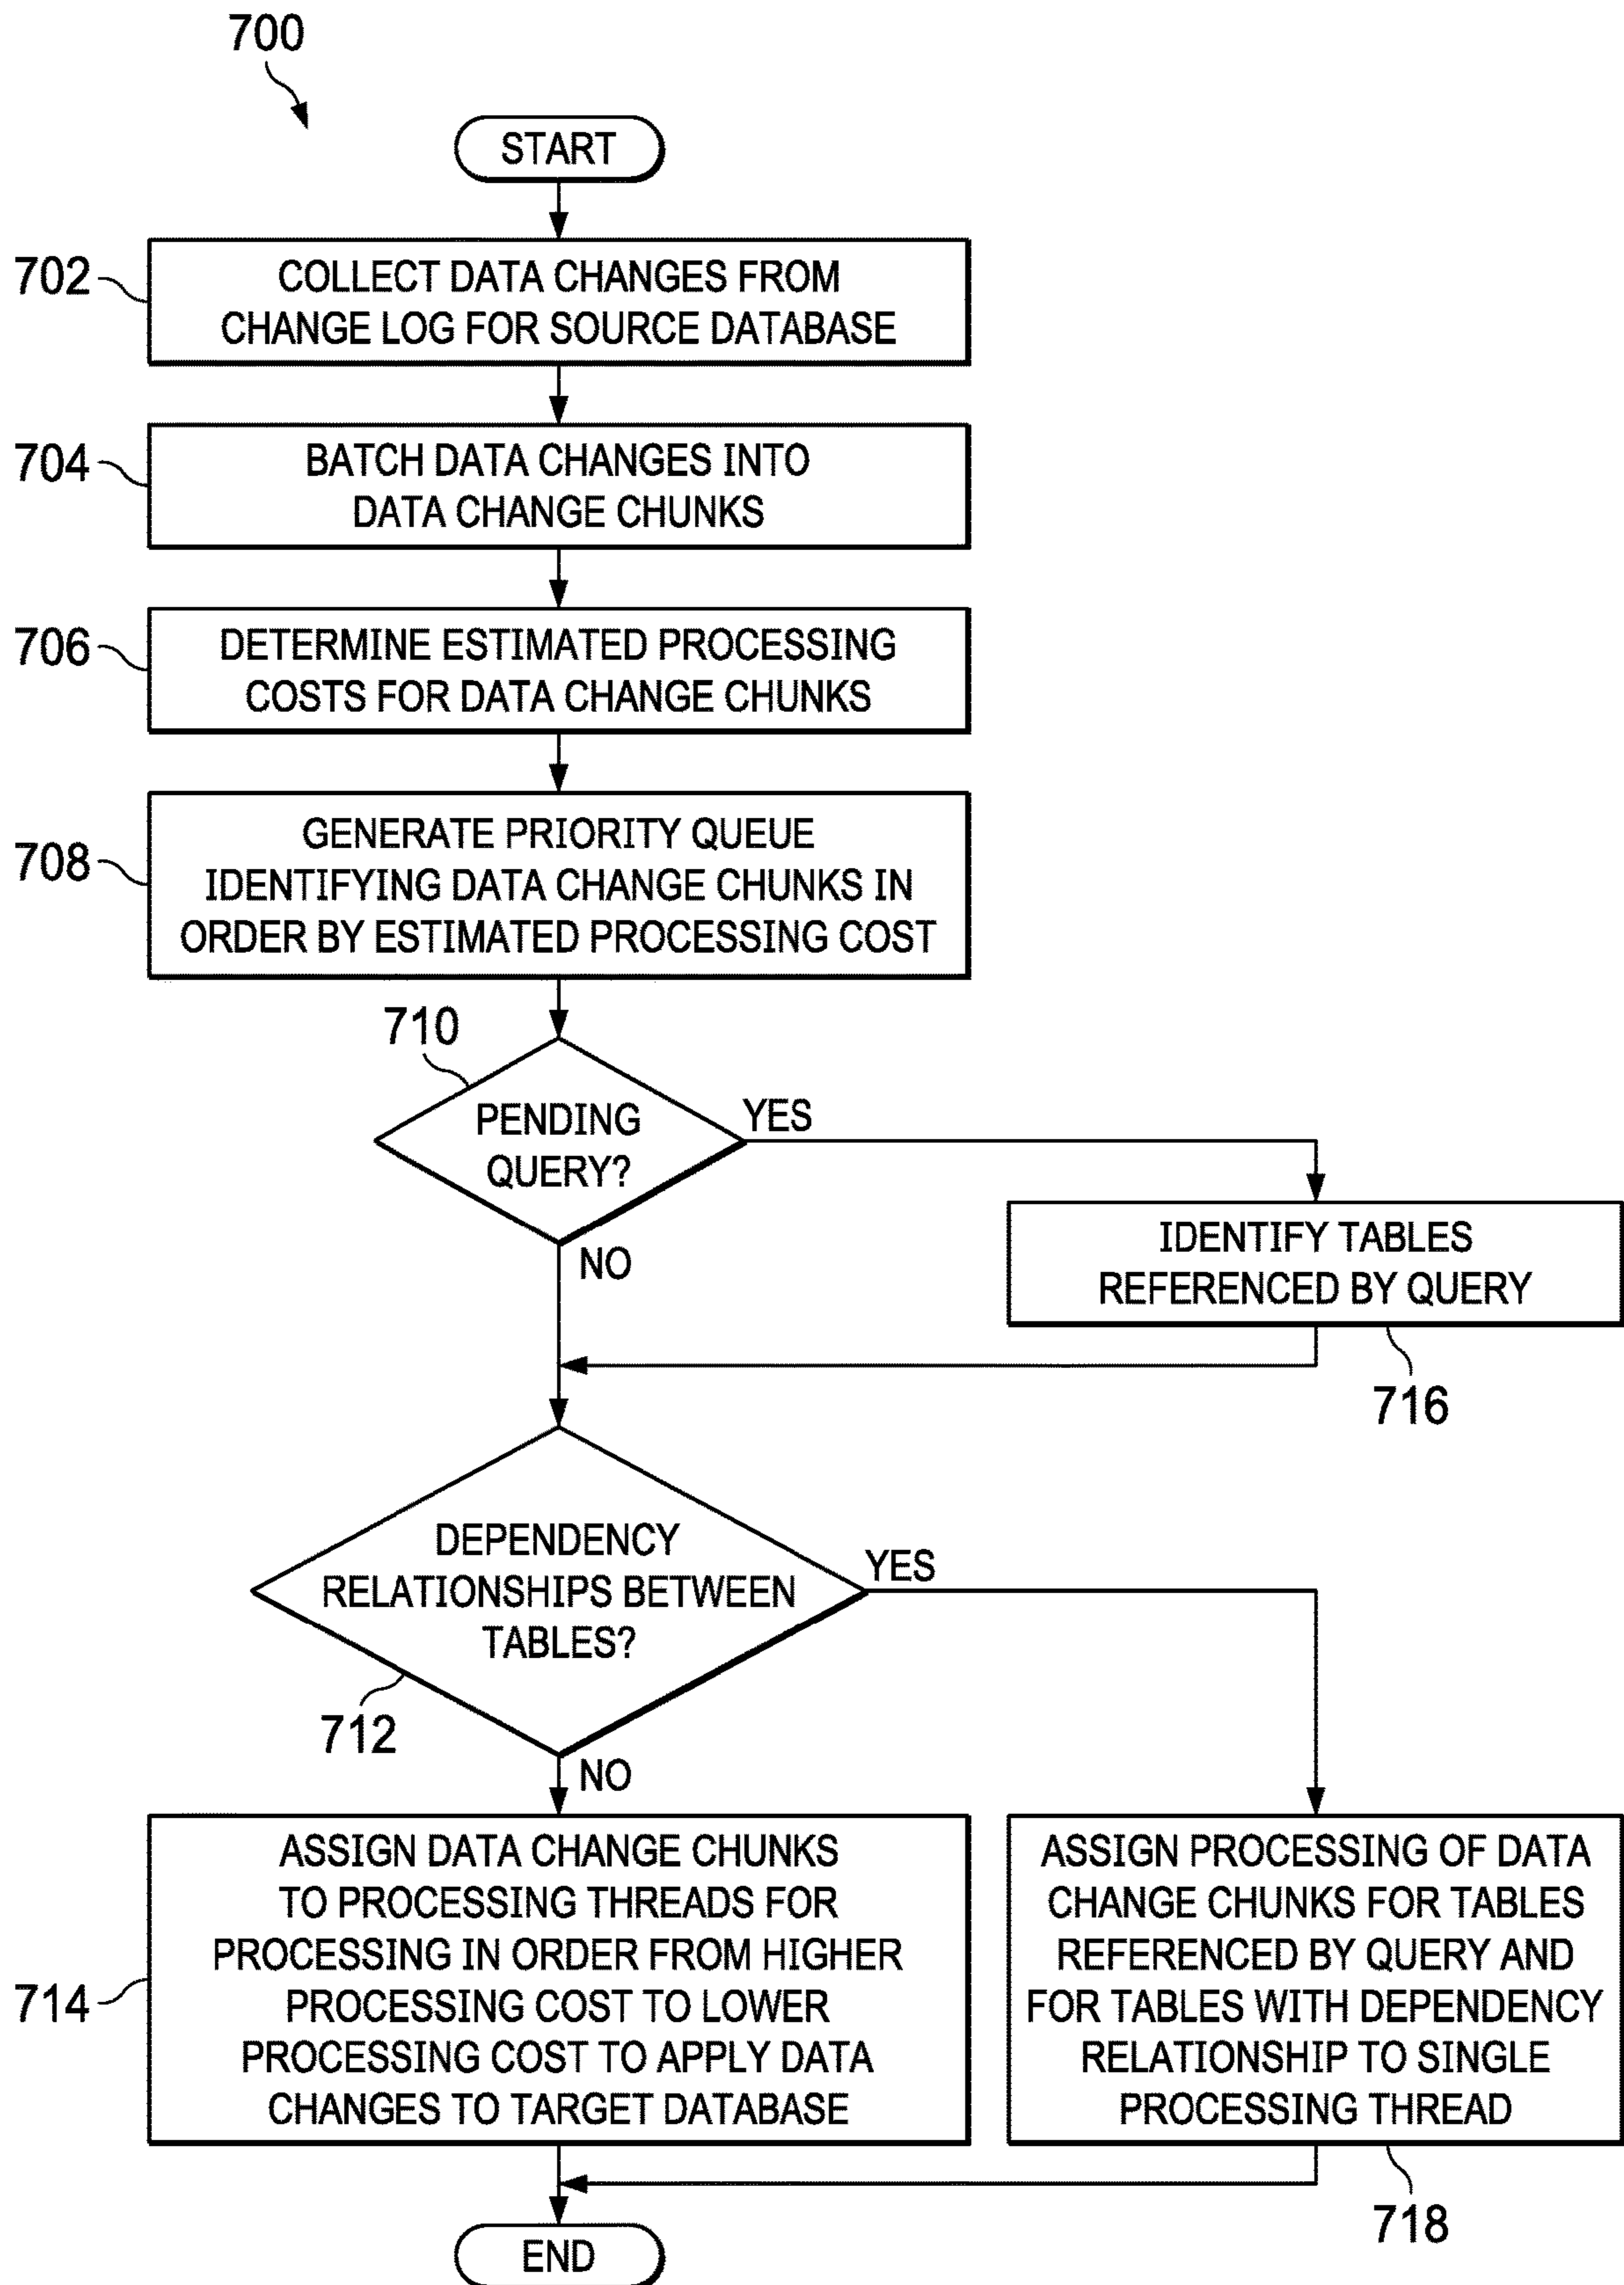 700
START
702
COLLECT DATA CHANGES FROM
CHANGE LOG FOR SOURCE DATABASE
704
BATCH DATA CHANGES INTO
DATA CHANGE CHUNKS
706
DETERMINE ESTIMATED PROCESSING
COSTS FOR DATA CHANGE CHUNKS
708
GENERATE PRIORITY QUEUE
IDENTIFYING DATA CHANGE CHUNKS IN
ORDER BY ESTIMATED PROCESSING COST
710
PENDING
QUERY?
YES
NO
IDENTIFY TABLES
REFERENCED BY QUERY
716
DEPENDENCY
RELATIONSHIPS BETWEEN
TABLES?
YES
712
NO
714
ASSIGN DATA CHANGE CHUNKS
TO PROCESSING THREADS FOR
PROCESSING IN ORDER FROM HIGHER
PROCESSING COST TO LOWER
PROCESSING COST TO APPLY DATA
CHANGES TO TARGET DATABASE
ASSIGN PROCESSING OF DATA
CHANGE CHUNKS FOR TABLES
REFERENCED BY QUERY AND
FOR TABLES WITH DEPENDENCY
RELATIONSHIP TO SINGLE
PROCESSING THREAD
718
END